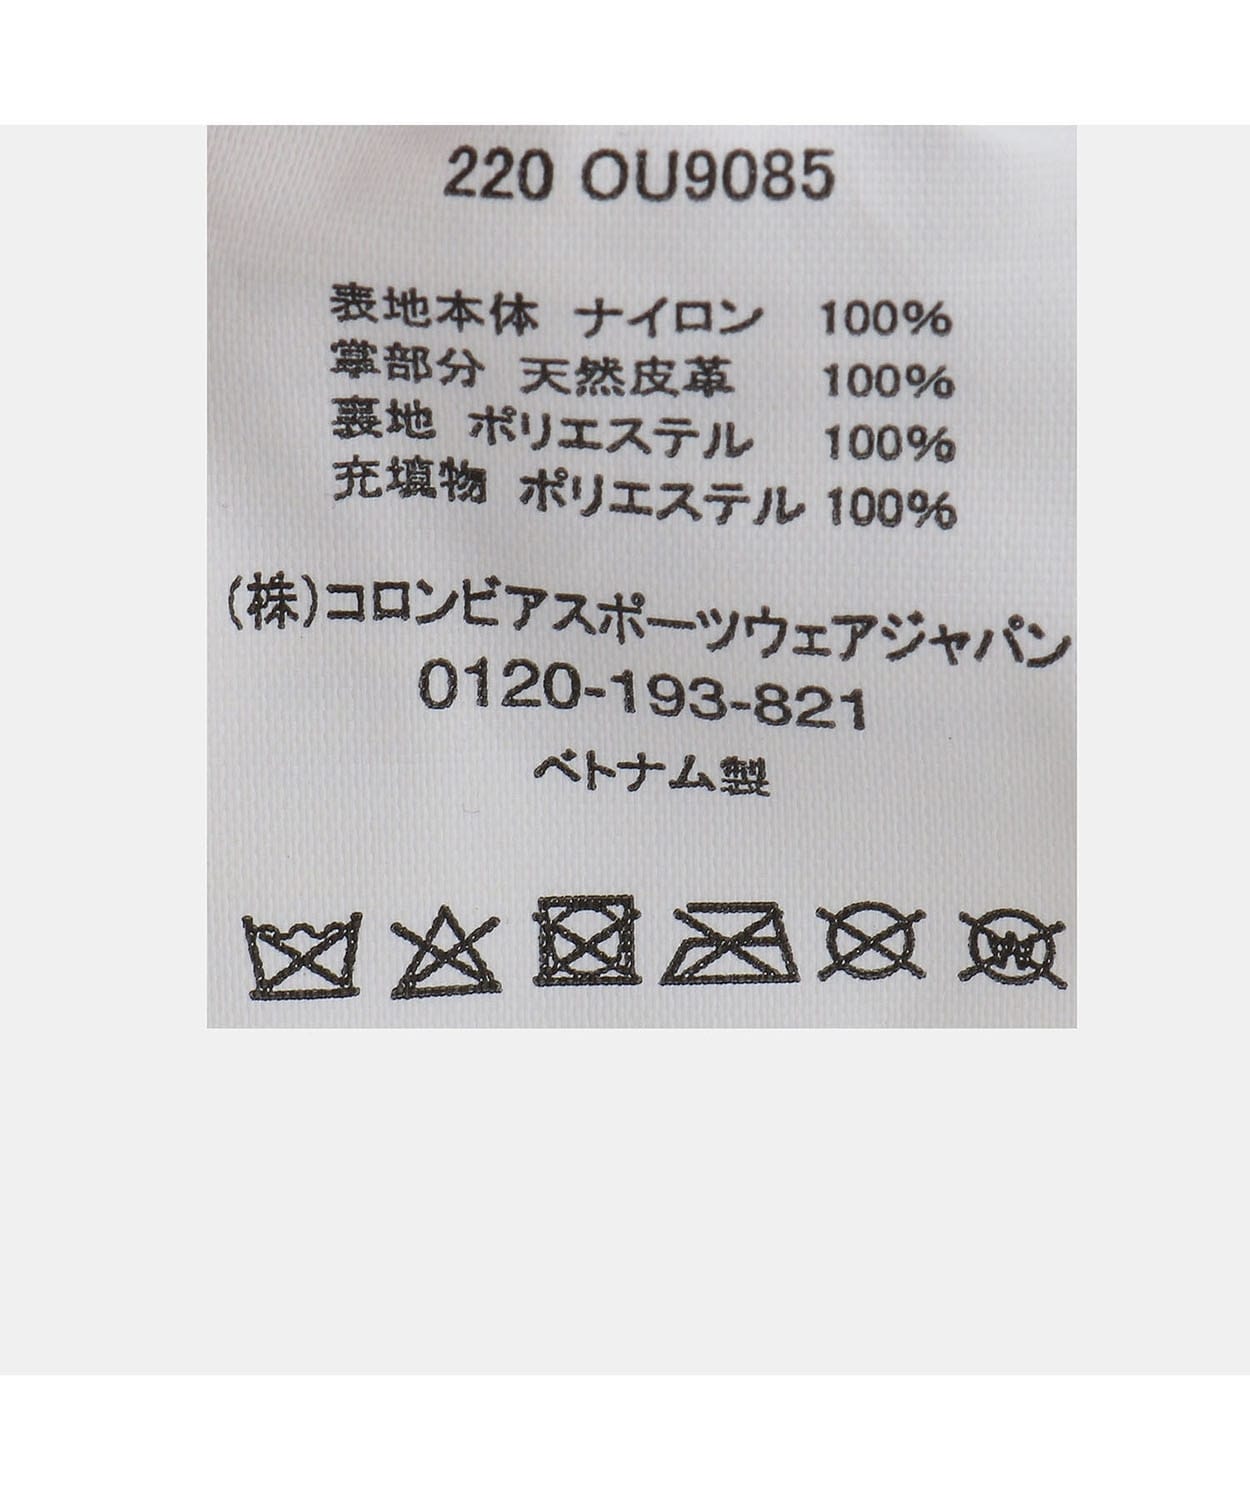 220 OU9085
表地本体 ナイロン 100%
掌部分 天然皮革 100%
裏地 ポリエステル 100%
充填物 ポリエステル 100%
(株)コロンビアスポーツウェアジャパン
0120-193-821
ベトナム製
W